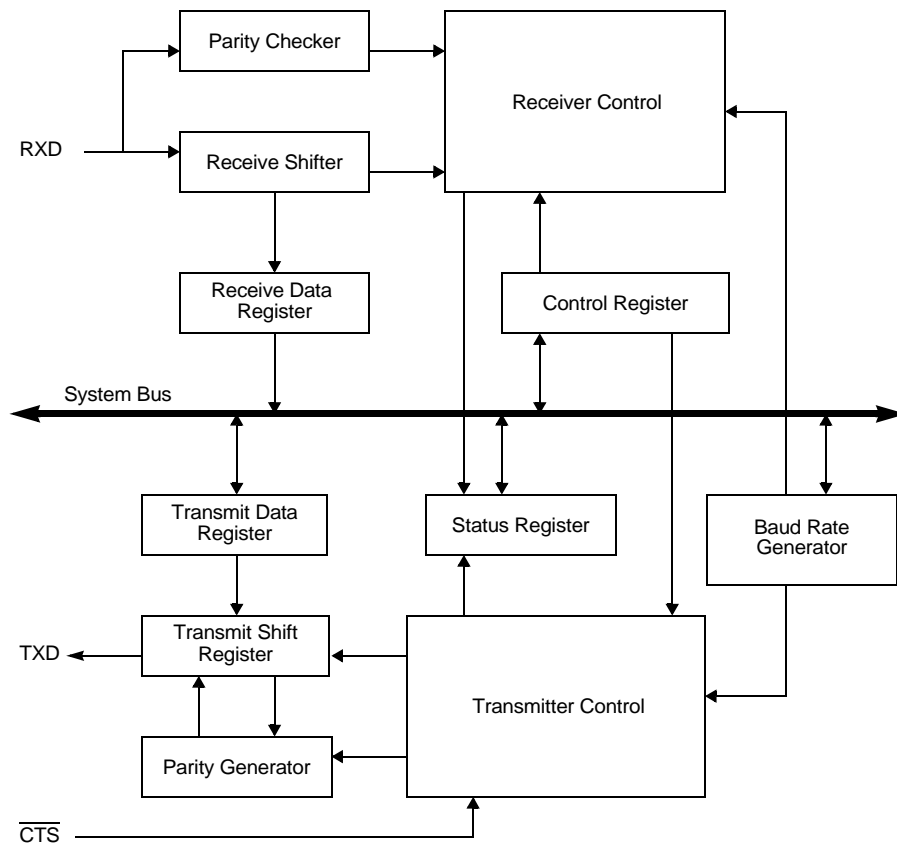 Parity Checker
Receiver Control
RXD
Receive Shifter
Receive Data
Register
Control Register
System Bus
Transmit Data
Register
Status Register
Baud Rate
Generator
TXD
Transmit Shift
Register
Transmitter Control
Parity Generator
CTS